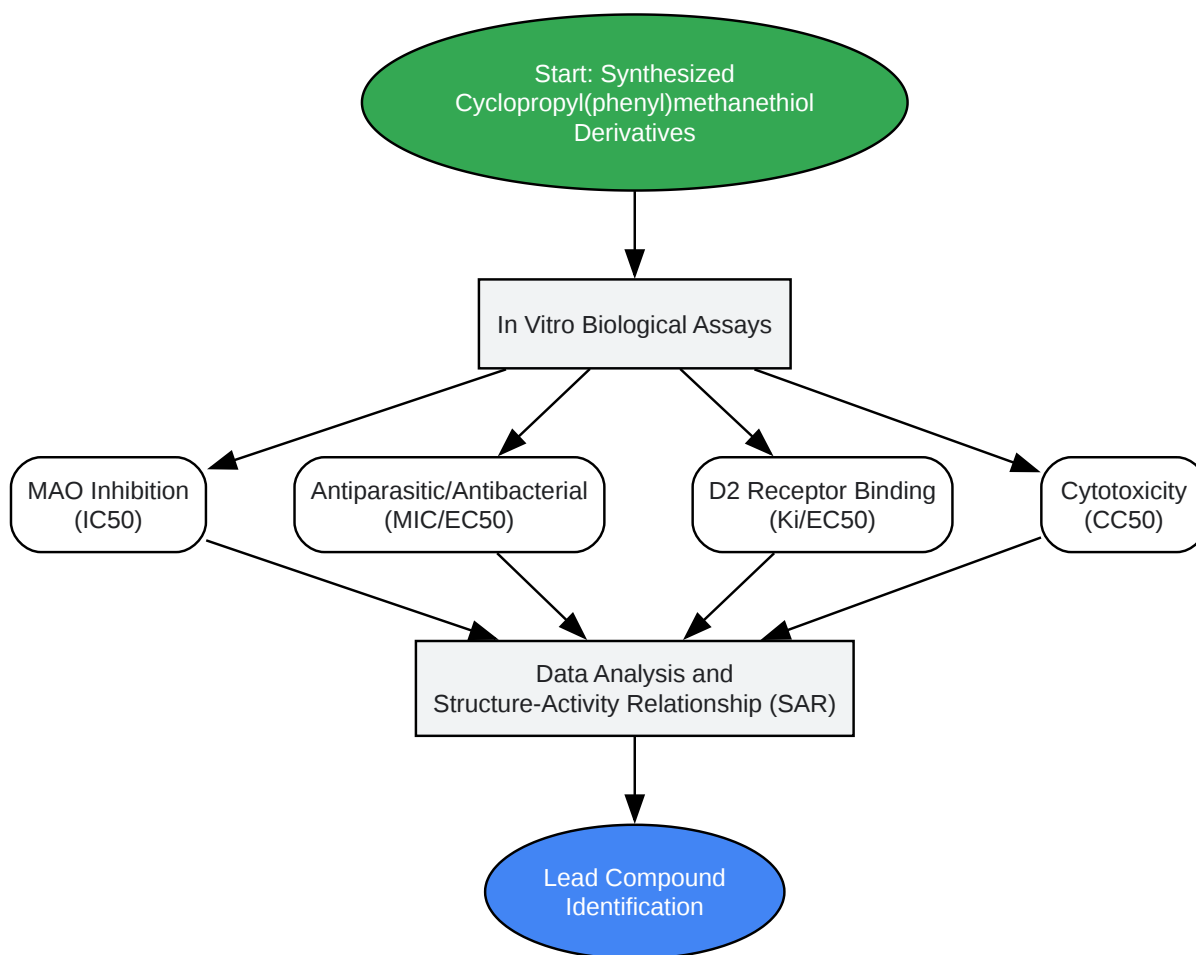 Start: Synthesized
Cyclopropyl(phenyl)methanethiol
Derivatives
In Vitro Biological Assays
MAO Inhibition
(IC50)
Antiparasitic/Antibacterial
(MIC/EC50)
D2 Receptor Binding
(Ki/EC50)
Cytotoxicity
(CC50)
Data Analysis and
Structure-Activity Relationship (SAR)
Lead Compound
Identification